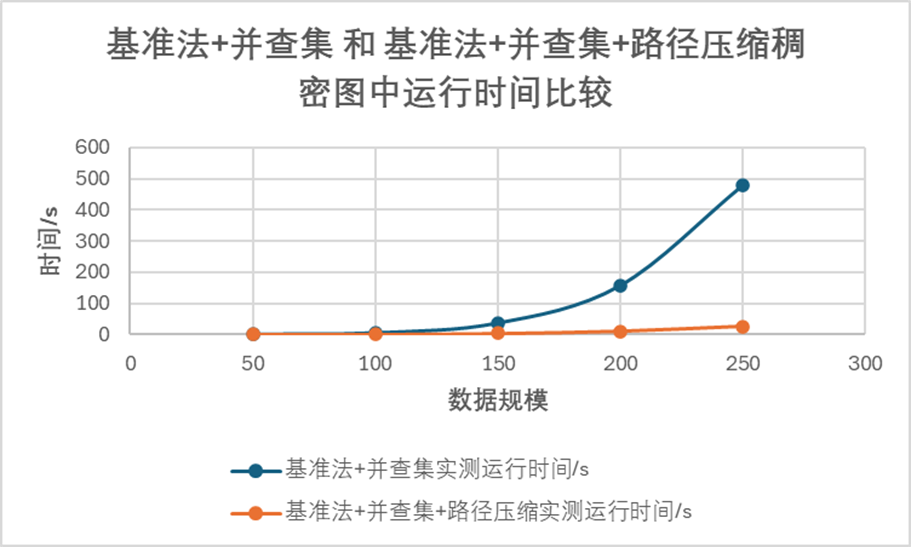 基准法+并查集 和 基准法+并查集+路径压缩稠
密图中运行时间比较
600
500
400
300
200
100
0
时间/s
0 50 100 150 200 250 300
数据规模
基准法+并查集实测运行时间/s
基准法+并查集+路径压缩实测运行时间/s